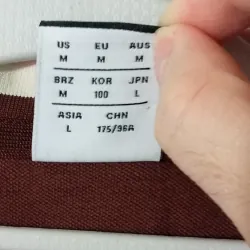 US EU AUS
M M M
BRZ KOR JPN
M 100 L
ASIA CHN
L 175/96A